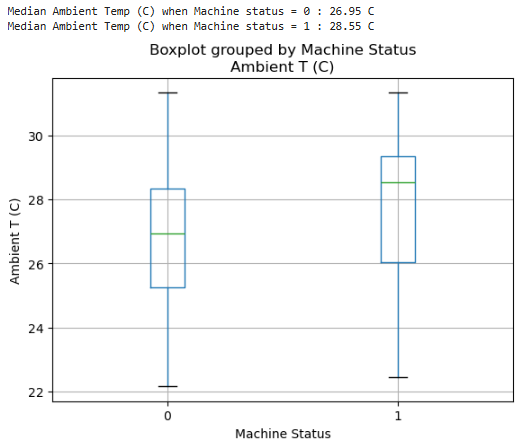 Median Ambient Temp (C) when Machine status = 0 : 26.95 C
Median Ambient Temp (C) when Machine status = 1 : 28.55 C
Boxplot grouped by Machine Status
Ambient T (C)
30
28
26
24
22
Ambient T (C)
0 1
Machine Status